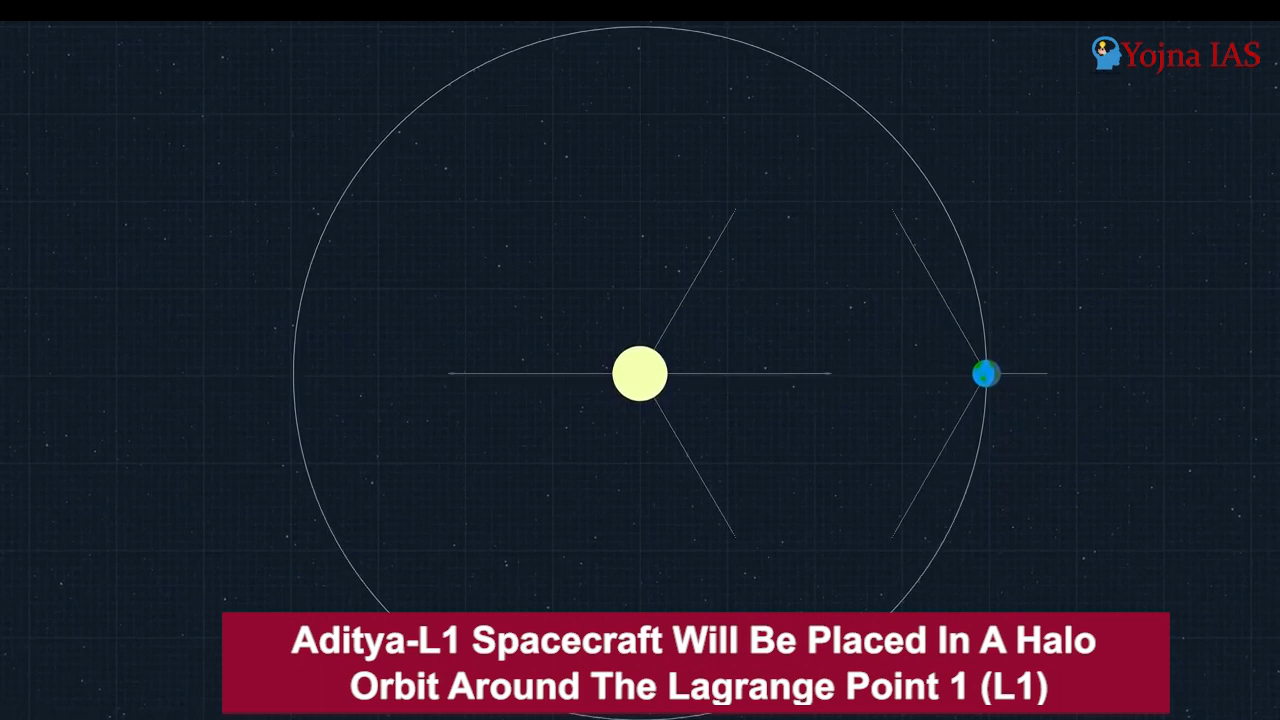 Yojna IAS
Aditya-L1 Spacecraft Will Be Placed In A Halo
Orbit Around The Lagrange Point 1 (L1)